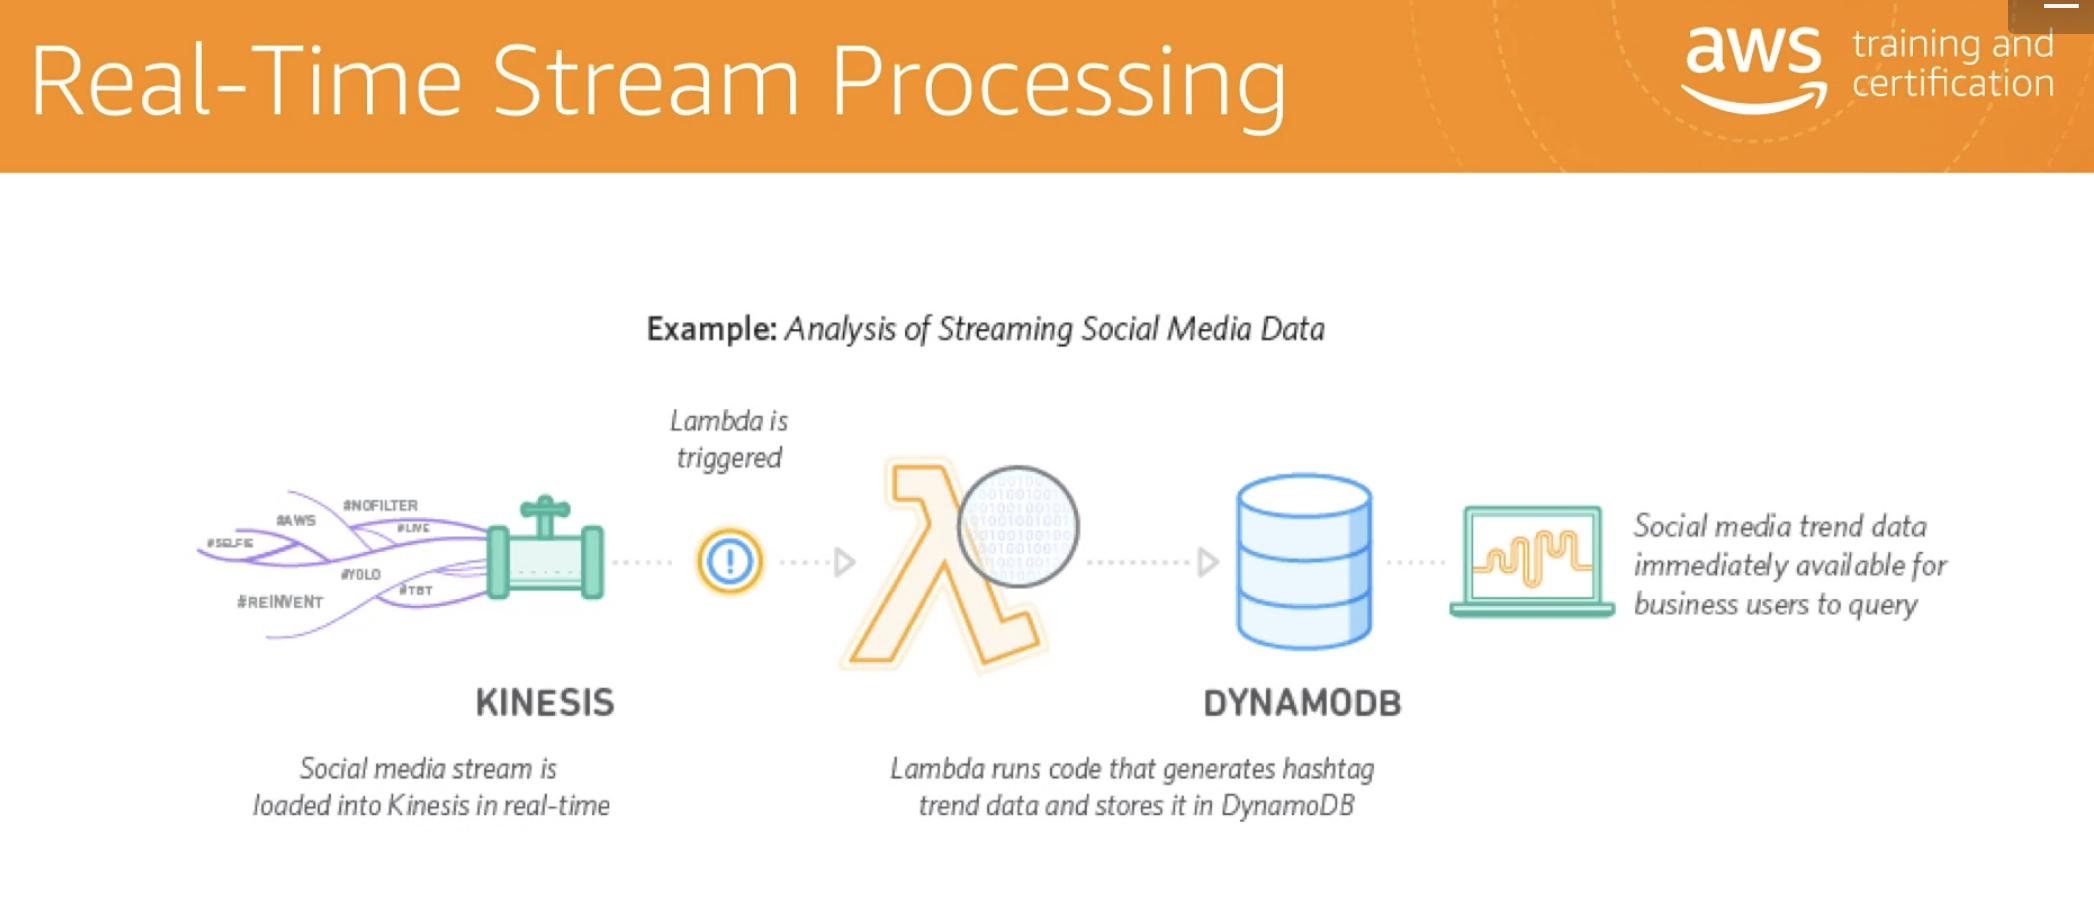 Real-Time Stream Processing
aws training and
certification
Example: Analysis of Streaming Social Media Data
Lambda is
triggered
#NOFILTER
#AWS
#LIVE
#SELFIE
#YOLO
#TBT
#REINVENT
Social media trend data
immediately available for
business users to query
KINESIS
DYNAMODB
Social media stream is
loaded into Kinesis in real-time
Lambda runs code that generates hashtag
trend data and stores it in DynamoDB